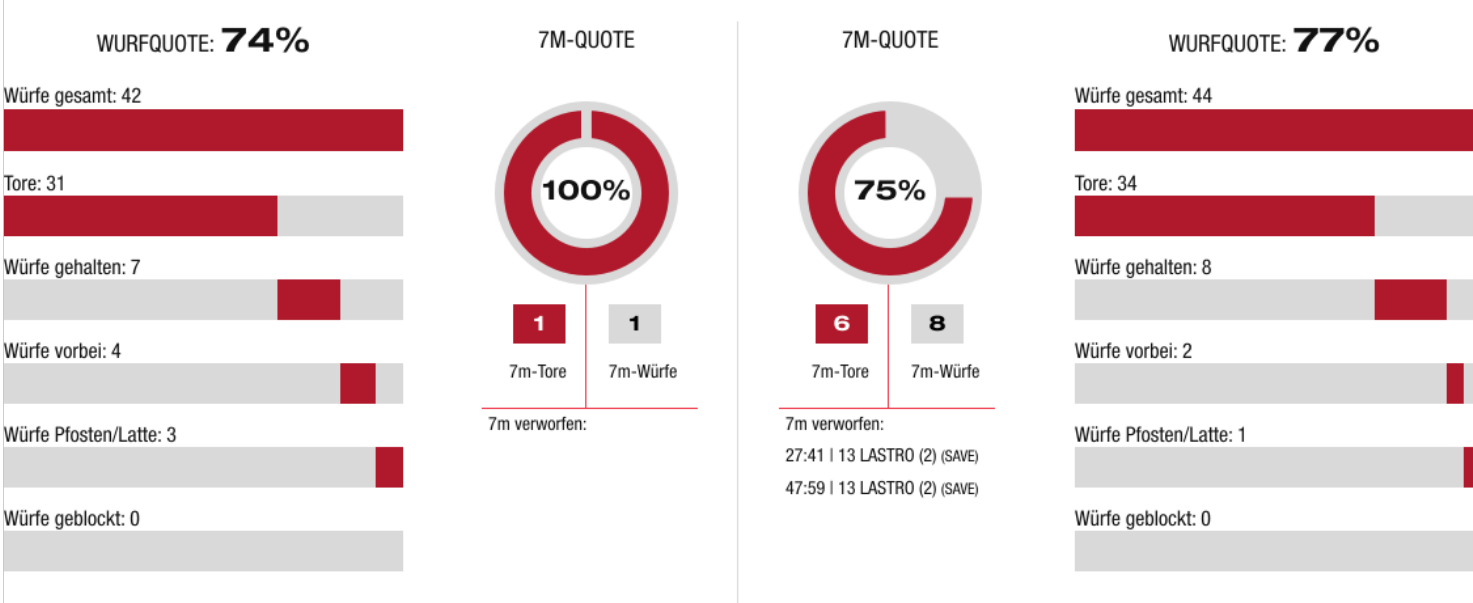 WURFQUOTE: 74%
Würfe gesamt: 42
Tore: 31
Würfe gehalten: 7
Würfe vorbei: 4
Würfe Pfosten/Latte: 3
Würfe geblockt: 0
7M-QUOTE
100%
1 1
7m-Tore 7m-Würfe
7m verworfen:
7M-QUOTE
75%
6 8
7m-Tore 7m-Würfe
7m verworfen:
27:41 | 13 LASTRO (2) (SAVE)
47:59 | 13 LASTRO (2) (SAVE)
WURFQUOTE: 77%
Würfe gesamt: 44
Tore: 34
Würfe gehalten: 8
Würfe vorbei: 2
Würfe Pfosten/Latte: 1
Würfe geblockt: 0